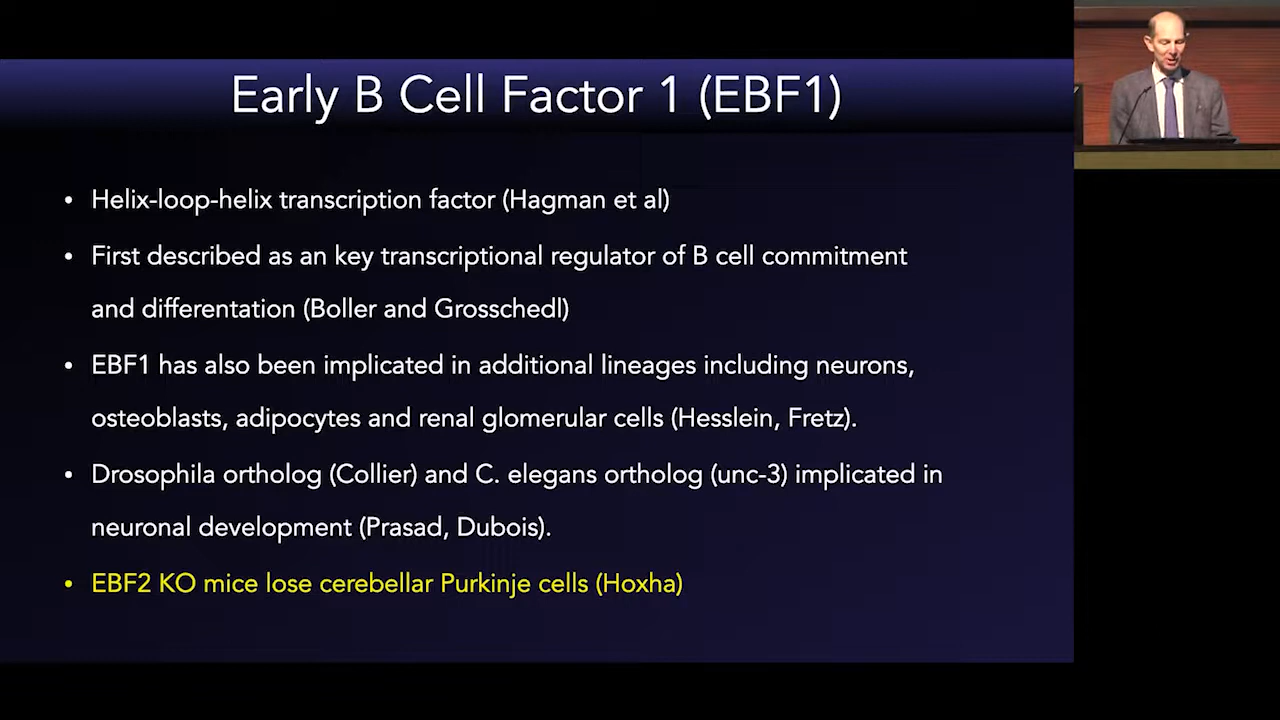 Early B Cell Factor 1 (EBF1)
• Helix-loop-helix transcription factor (Hagman et al)
• First described as an key transcriptional regulator of B cell commitment
and differentation (Boller and Grosschedl)
• EBF1 has also been implicated in additional lineages including neurons,
osteoblasts, adipocytes and renal glomerular cells (Hesslein, Fretz).
• Drosophila ortholog (Collier) and C. elegans ortholog (unc-3) implicated in
neuronal development (Prasad, Dubois).
• EBF2 KO mice lose cerebellar Purkinje cells (Hoxha)